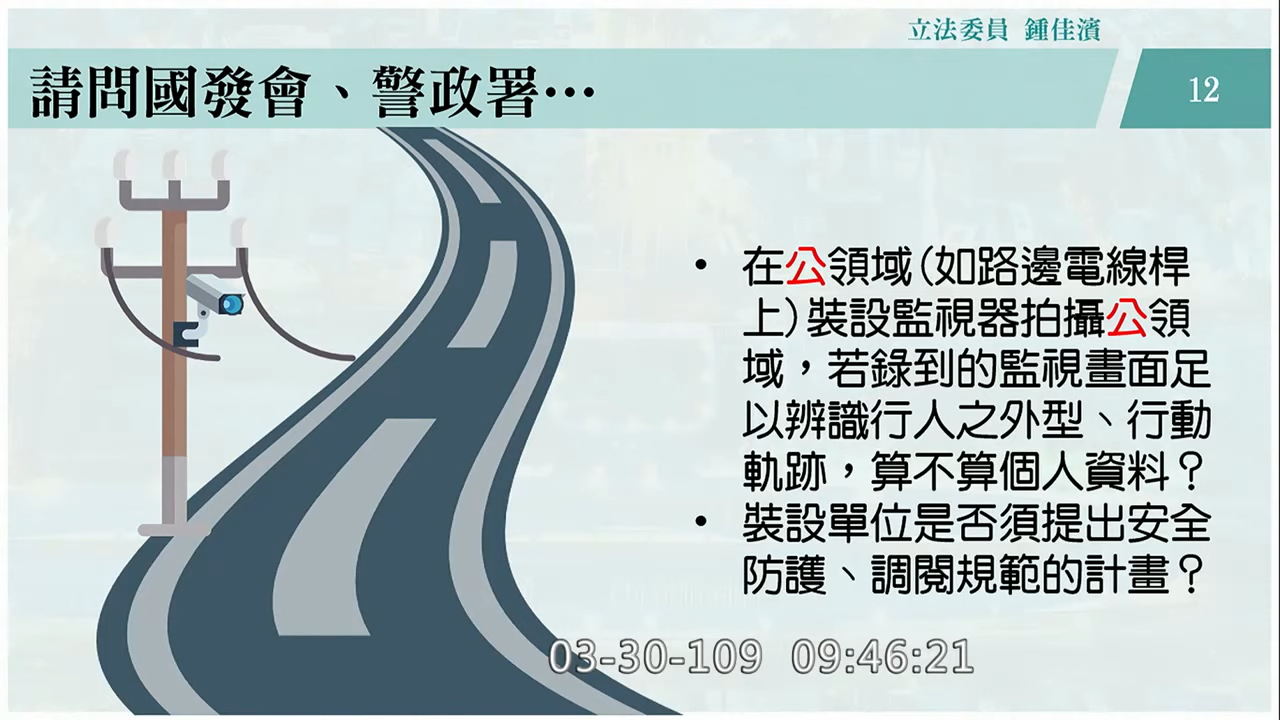 立法委員 鍾佳濱
請問國發會、警政署…
12
• 在公領域(如路邊電線桿
上)裝設監視器拍攝公領
域，若錄到的監視畫面足
以辨識行人之外型、行動
軌跡，算不算個人資料？
• 裝設單位是否須提出安全
防護、調閱規範的計畫？
03-30-109 09:46:21